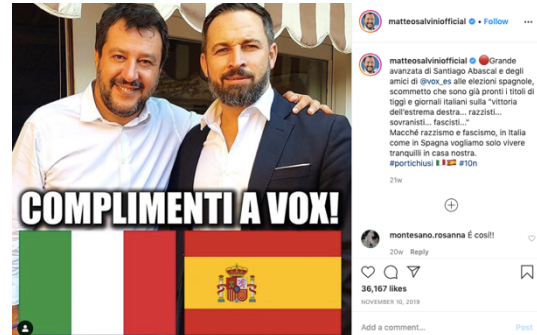 COMPLIMENTI A VOX!
matteosalviniofficial • Follow
matteosalviniofficial 🔴Grande
avanzata di Santiago Abascal e degli
amici di @vox_es alle elezioni spagnole,
scommetto che sono già pronti i titoli di
tiggì e giornali italiani sulla "vittoria
dell'estrema destra... razzisti...
sovranisti... fascisti..."
Macché razzismo e fascismo, in Italia
come in Spagna vogliamo solo vivere
tranquilli in casa nostra.
#portichiusi 🇮🇹🇪🇸 #10n
21w
montesano.rosanna É così!!
20w Reply
36,167 likes
NOVEMBER 10, 2019
Add a comment... Post